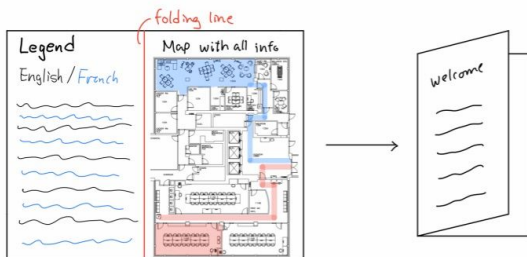 folding line
Legend
English / French
Map with all info
welcome